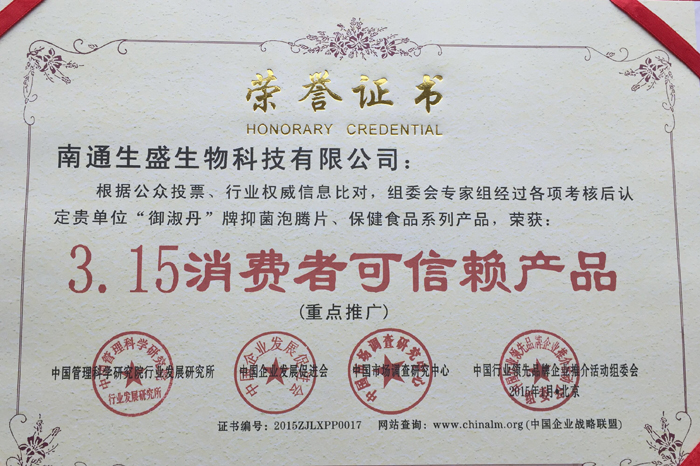 荣誉证书
HONORARY CREDENTIAL
南通生盛生物科技有限公司：
根据公众投票、行业权威信息比对，组委会专家组经过各项考核后认
定贵单位“御淑丹”牌抑菌泡腾片、保健食品系列产品，荣获：
3.15消费者可信赖产品
(重点推广)
中国管理科学研究院行业发展研究所 中国企业发展促进会 中国市场调查研究中心 中国行业领先品牌企业推介活动组委会
行业发展研究所
2015年1月·北京
证书编号：2015ZJLXPP0017 网站查询：www.chinalm.org(中国企业战略联盟)